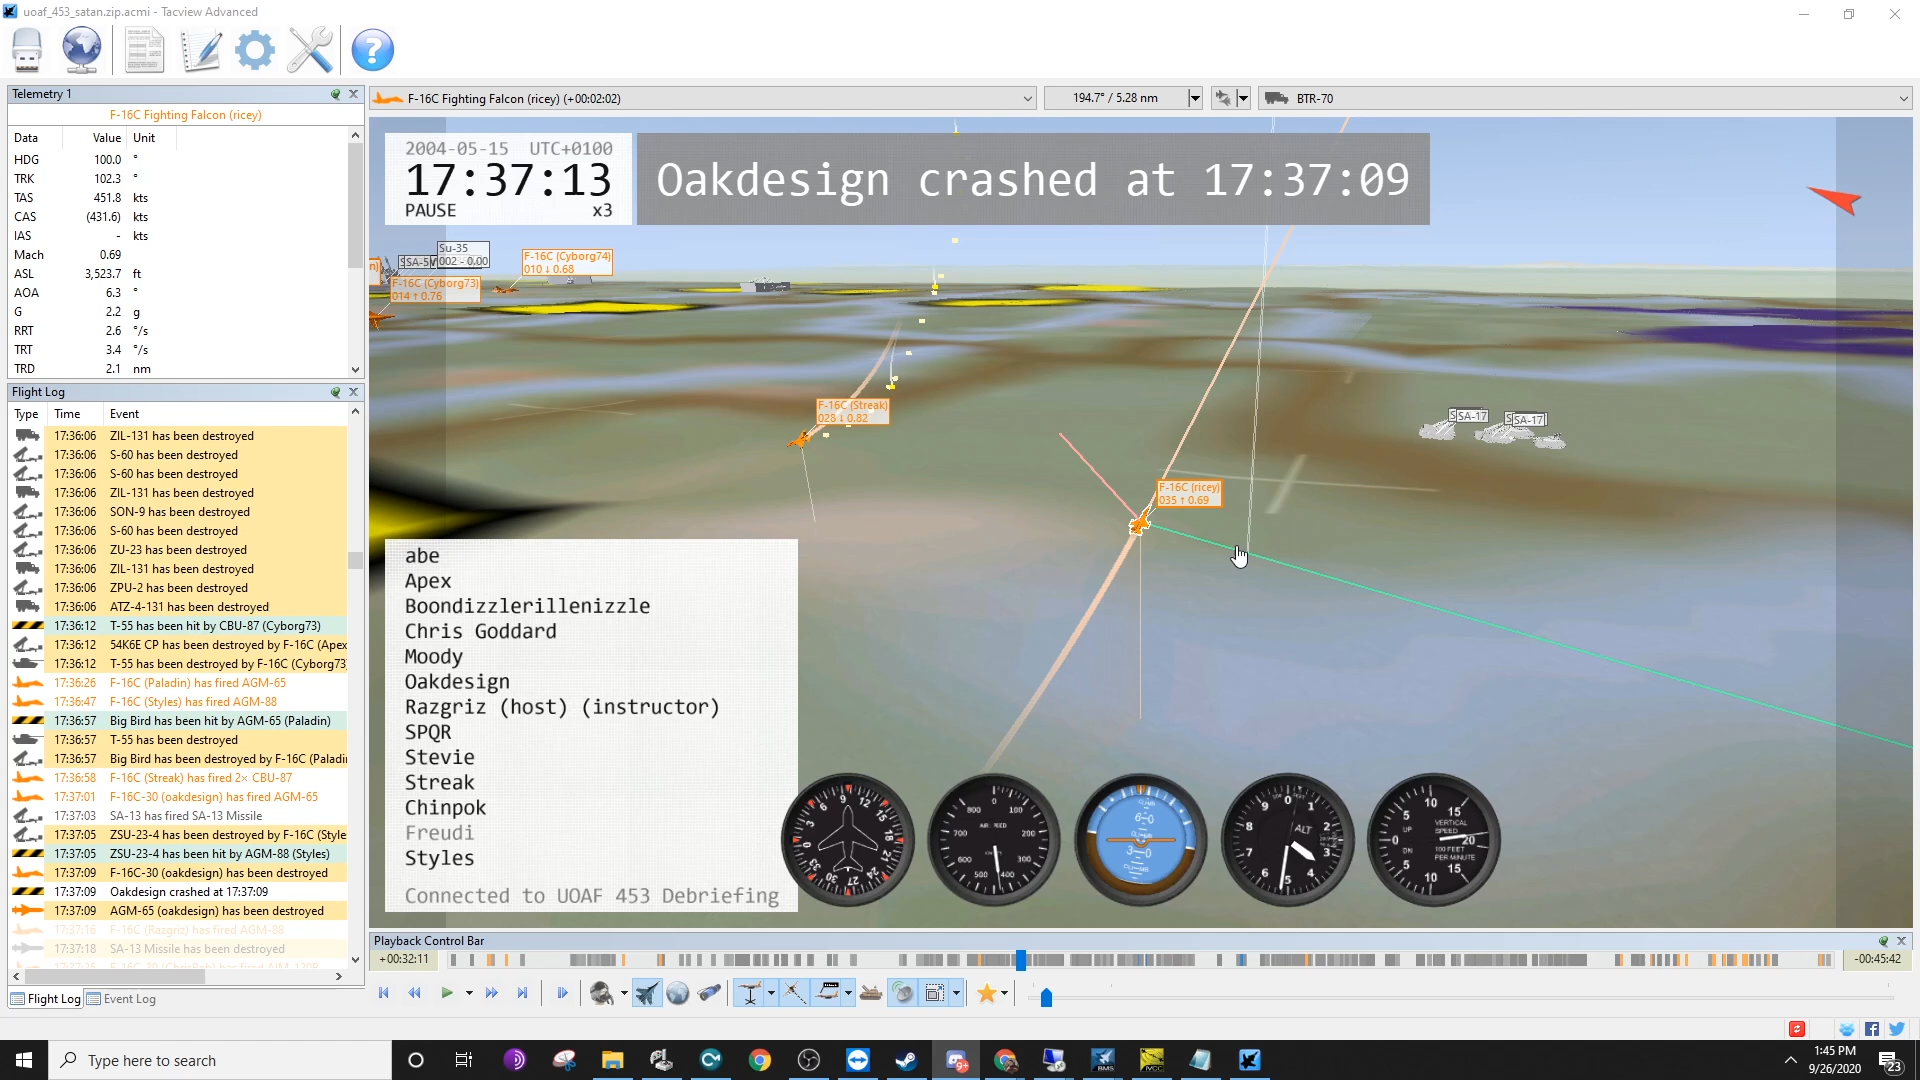 uoaf_453_satan.zip.acmi - Tacview Advanced
Telemetry 1
F-16C Fighting Falcon (ricey)
Data Value Unit
HDG 100.0 °
TRK 102.3 °
TAS 451.8 kts
CAS (431.6) kts
IAS - kts
Mach 0.69
ASL 3,523.7 ft
AOA 6.3 °
G 2.2 g
RRT 2.6 °/s
TRT 3.4 °/s
TRD 2.1 nm
Flight Log
Type Time Event
17:36:06 ZIL-131 has been destroyed
17:36:06 S-60 has been destroyed
17:36:06 S-60 has been destroyed
17:36:06 ZIL-131 has been destroyed
17:36:06 SON-9 has been destroyed
17:36:06 S-60 has been destroyed
17:36:06 ZU-23 has been destroyed
17:36:06 ZIL-131 has been destroyed
17:36:06 ZPU-2 has been destroyed
17:36:06 ATZ-4-131 has been destroyed
17:36:12 T-55 has been hit by CBU-87 (Cyborg73)
17:36:12 54K6E CP has been destroyed by F-16C (Apex
17:36:12 T-55 has been destroyed by F-16C (Cyborg73
17:36:26 F-16C (Paladin) has fired AGM-65
17:36:47 F-16C (Styles) has fired AGM-88
17:36:57 Big Bird has been hit by AGM-65 (Paladin)
17:36:57 T-55 has been destroyed
17:36:57 Big Bird has been destroyed by F-16C (Paladi
17:36:58 F-16C (Streak) has fired 2× CBU-87
17:37:01 F-16C-30 (oakdesign) has fired AGM-65
17:37:03 SA-13 has fired SA-13 Missile
17:37:05 ZSU-23-4 has been destroyed by F-16C (Style
17:37:05 ZSU-23-4 has been hit by AGM-88 (Styles)
17:37:09 F-16C-30 (oakdesign) has been destroyed
17:37:09 Oakdesign crashed at 17:37:09
17:37:09 AGM-65 (oakdesign) has been destroyed
17:37:16 F-16C (Razgriz) has fired AGM-88
17:37:18 SA-13 Missile has been destroyed
Flight Log Event Log
F-16C Fighting Falcon (ricey) (+00:02:02)
194.7° / 5.28 nm
BTR-70
2004-05-15 UTC+0100
17:37:13
PAUSE x3
Oakdesign crashed at 17:37:09
Su-35
002 - 0.00
SA-5
F-16C (Cyborg74)
010 ↓ 0.68
F-16C (Cyborg73)
014 ↑ 0.76
F-16C (Streak)
028 ↓ 0.82
SA-17
SA-17
F-16C (ricey)
035 ↑ 0.69
abe
Apex
Boondizzlerillenizzle
Chris Goddard
Moody
Oakdesign
Razgriz (host) (instructor)
SPQR
Stevie
Streak
Chinpok
Freudi
Styles
Connected to UOAF 453 Debriefing
ALT
VERTICAL
SPEED
100 FEET
PER MINUTE
UP
DN
Playback Control Bar
+00:32:11
-00:45:42
Type here to search
1:45 PM
9/26/2020
23